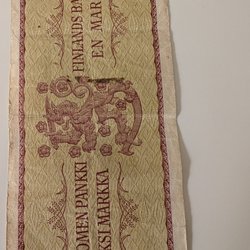 OMEN PANKKI
KSI MARKKA
FINLANDS BA
EN MAR